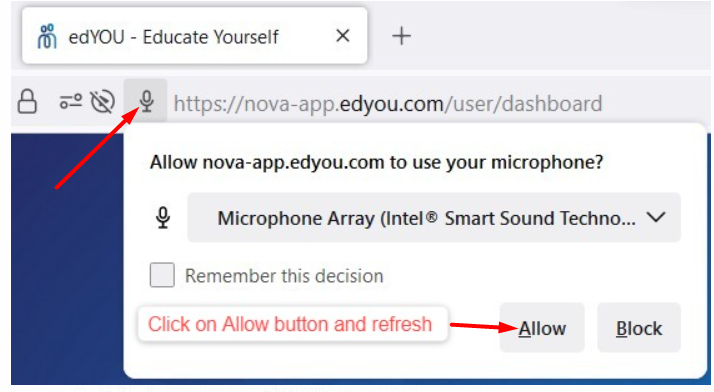 edYOU - Educate Yourself
https://nova-app.edyou.com/user/dashboard
Allow nova-app.edyou.com to use your microphone?
Microphone Array (Intel® Smart Sound Techno...
Remember this decision
Click on Allow button and refresh
Allow
Block